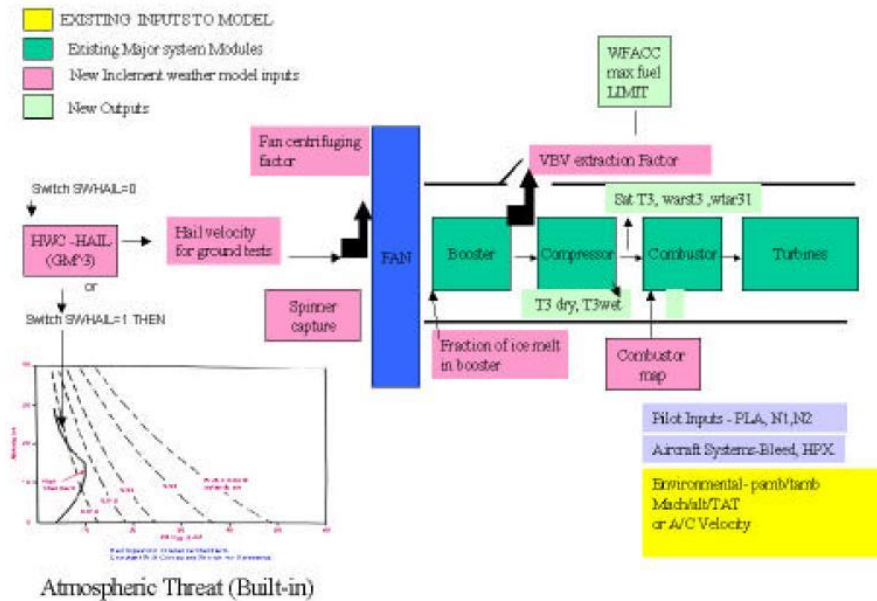 EXISTING INPUTS TO MODEL
Existing Major system Modules
New Inclement weather model inputs
New Outputs
WFACC
max fuel
LIMIT
Fan centrifuging
factor
VBV extraction Factor
Switch SWHAIL=0
Sat T3, warst3 ,wtar31
HWC -HAIL
(GM^3)
Hail velocity
for ground tests
FAN
Booster
Compressor
Combustor
Turbines
or
Switch SWHAIL=1 THEN
Spinner
capture
T3 dry, T3wet
Fraction of ice melt
in booster
Combustor
map
Pilot Inputs - PLA, N1,N2
Aircraft Systems-Bleed, HPX
Environmental- psmb/tamb
Mach/alt/TAT
or A/C Velocity
Atmospheric Threat (Built-in)